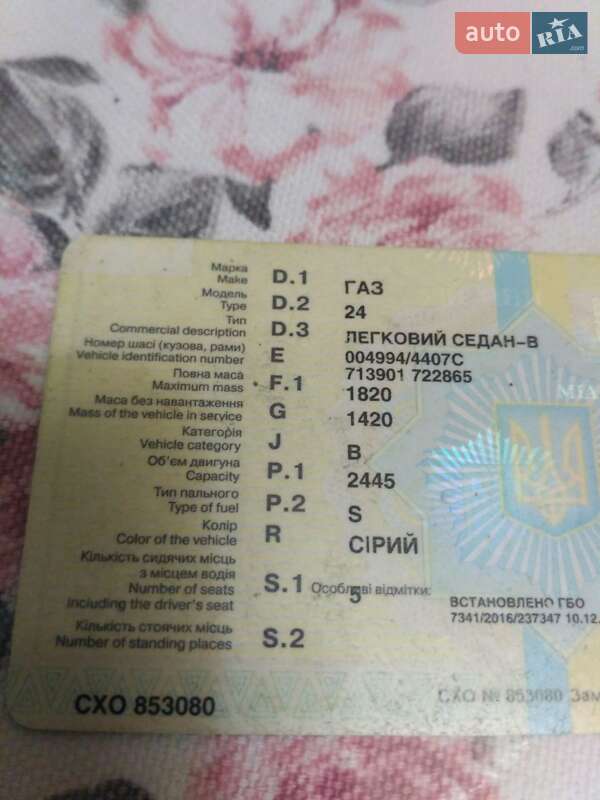 auto RIA .com
Марка
Make D.1 ГАЗ
Модель
Type D.2 24
Тип
Commercial description D.3 ЛЕГКОВИЙ СЕДАН-В
Номер шасі (кузова, рами)
Vehicle identification number E 004994/4407С
713901 722865
Повна маса
Maximum mass F.1 1820
Маса без навантаження
Mass of the vehicle in service G 1420
Категорія
Vehicle category J В
Об'єм двигуна
Capacity P.1 2445
Тип пального
Type of fuel P.2 S
Колір
Color of the vehicle R СІРИЙ
Кількість сидячих місць
з місцем водія
Number of seats S.1 5 Особливі відмітки:
including the driver's seat
ВСТАНОВЛЕНО ГБО
7341/2016/237347 10.12.
Кількість стоячих місць
Number of standing places S.2
СХО 853080
СХО № 853080 Зам